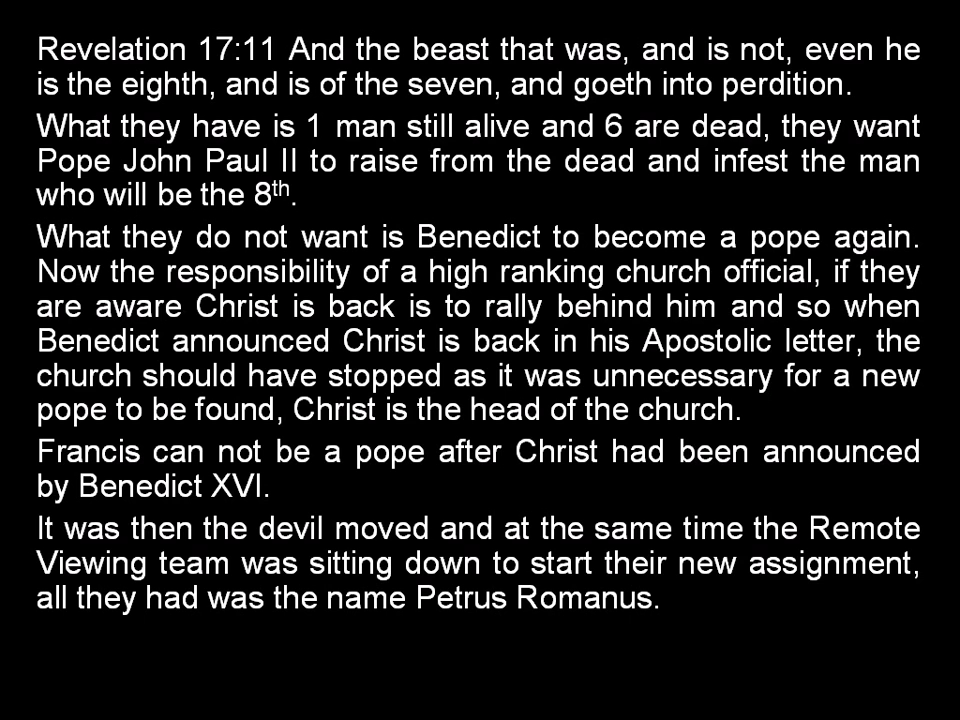 Revelation 17:11 And the beast that was, and is not, even he
is the eighth, and is of the seven, and goeth into perdition.
What they have is 1 man still alive and 6 are dead, they want
Pope John Paul II to raise from the dead and infest the man
who will be the 8th.
What they do not want is Benedict to become a pope again.
Now the responsibility of a high ranking church official, if they
are aware Christ is back is to rally behind him and so when
Benedict announced Christ is back in his Apostolic letter, the
church should have stopped as it was unnecessary for a new
pope to be found, Christ is the head of the church.
Francis can not be a pope after Christ had been announced
by Benedict XVI.
It was then the devil moved and at the same time the Remote
Viewing team was sitting down to start their new assignment,
all they had was the name Petrus Romanus.